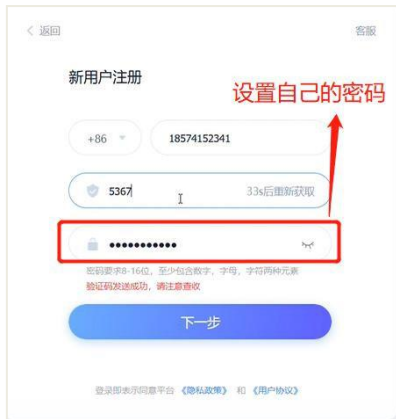 < 返回 客服
新用户注册
设置自己的密码
+86 18574152341
5367 33s后重新获取
●●●●●●●●●●●
密码要求8-16位，至少包含数字，字母，字符两种元素
验证码发送成功，请注意查收
下一步
登录即表示同意平台 《隐私政策》 和 《用户协议》